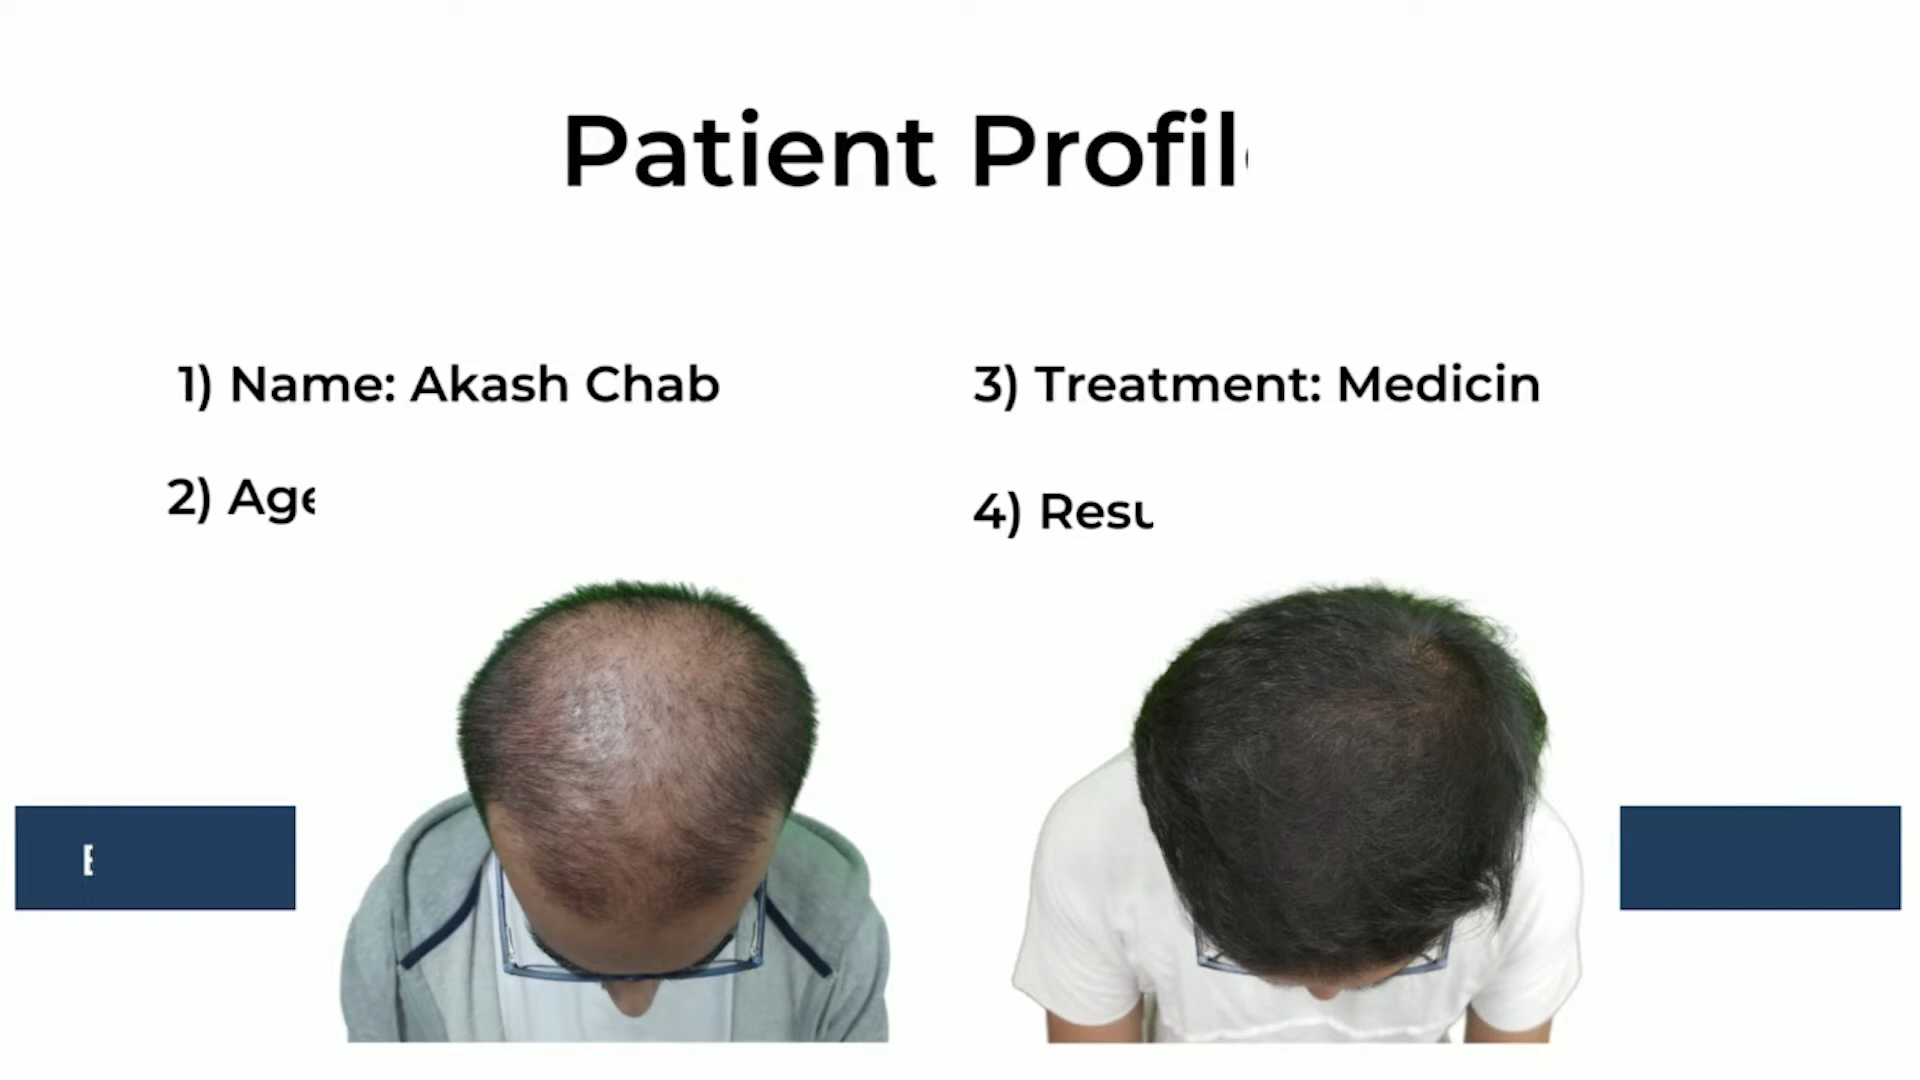 Patient Profil
1) Name: Akash Chab
2) Age
3) Treatment: Medicin
4) Resu